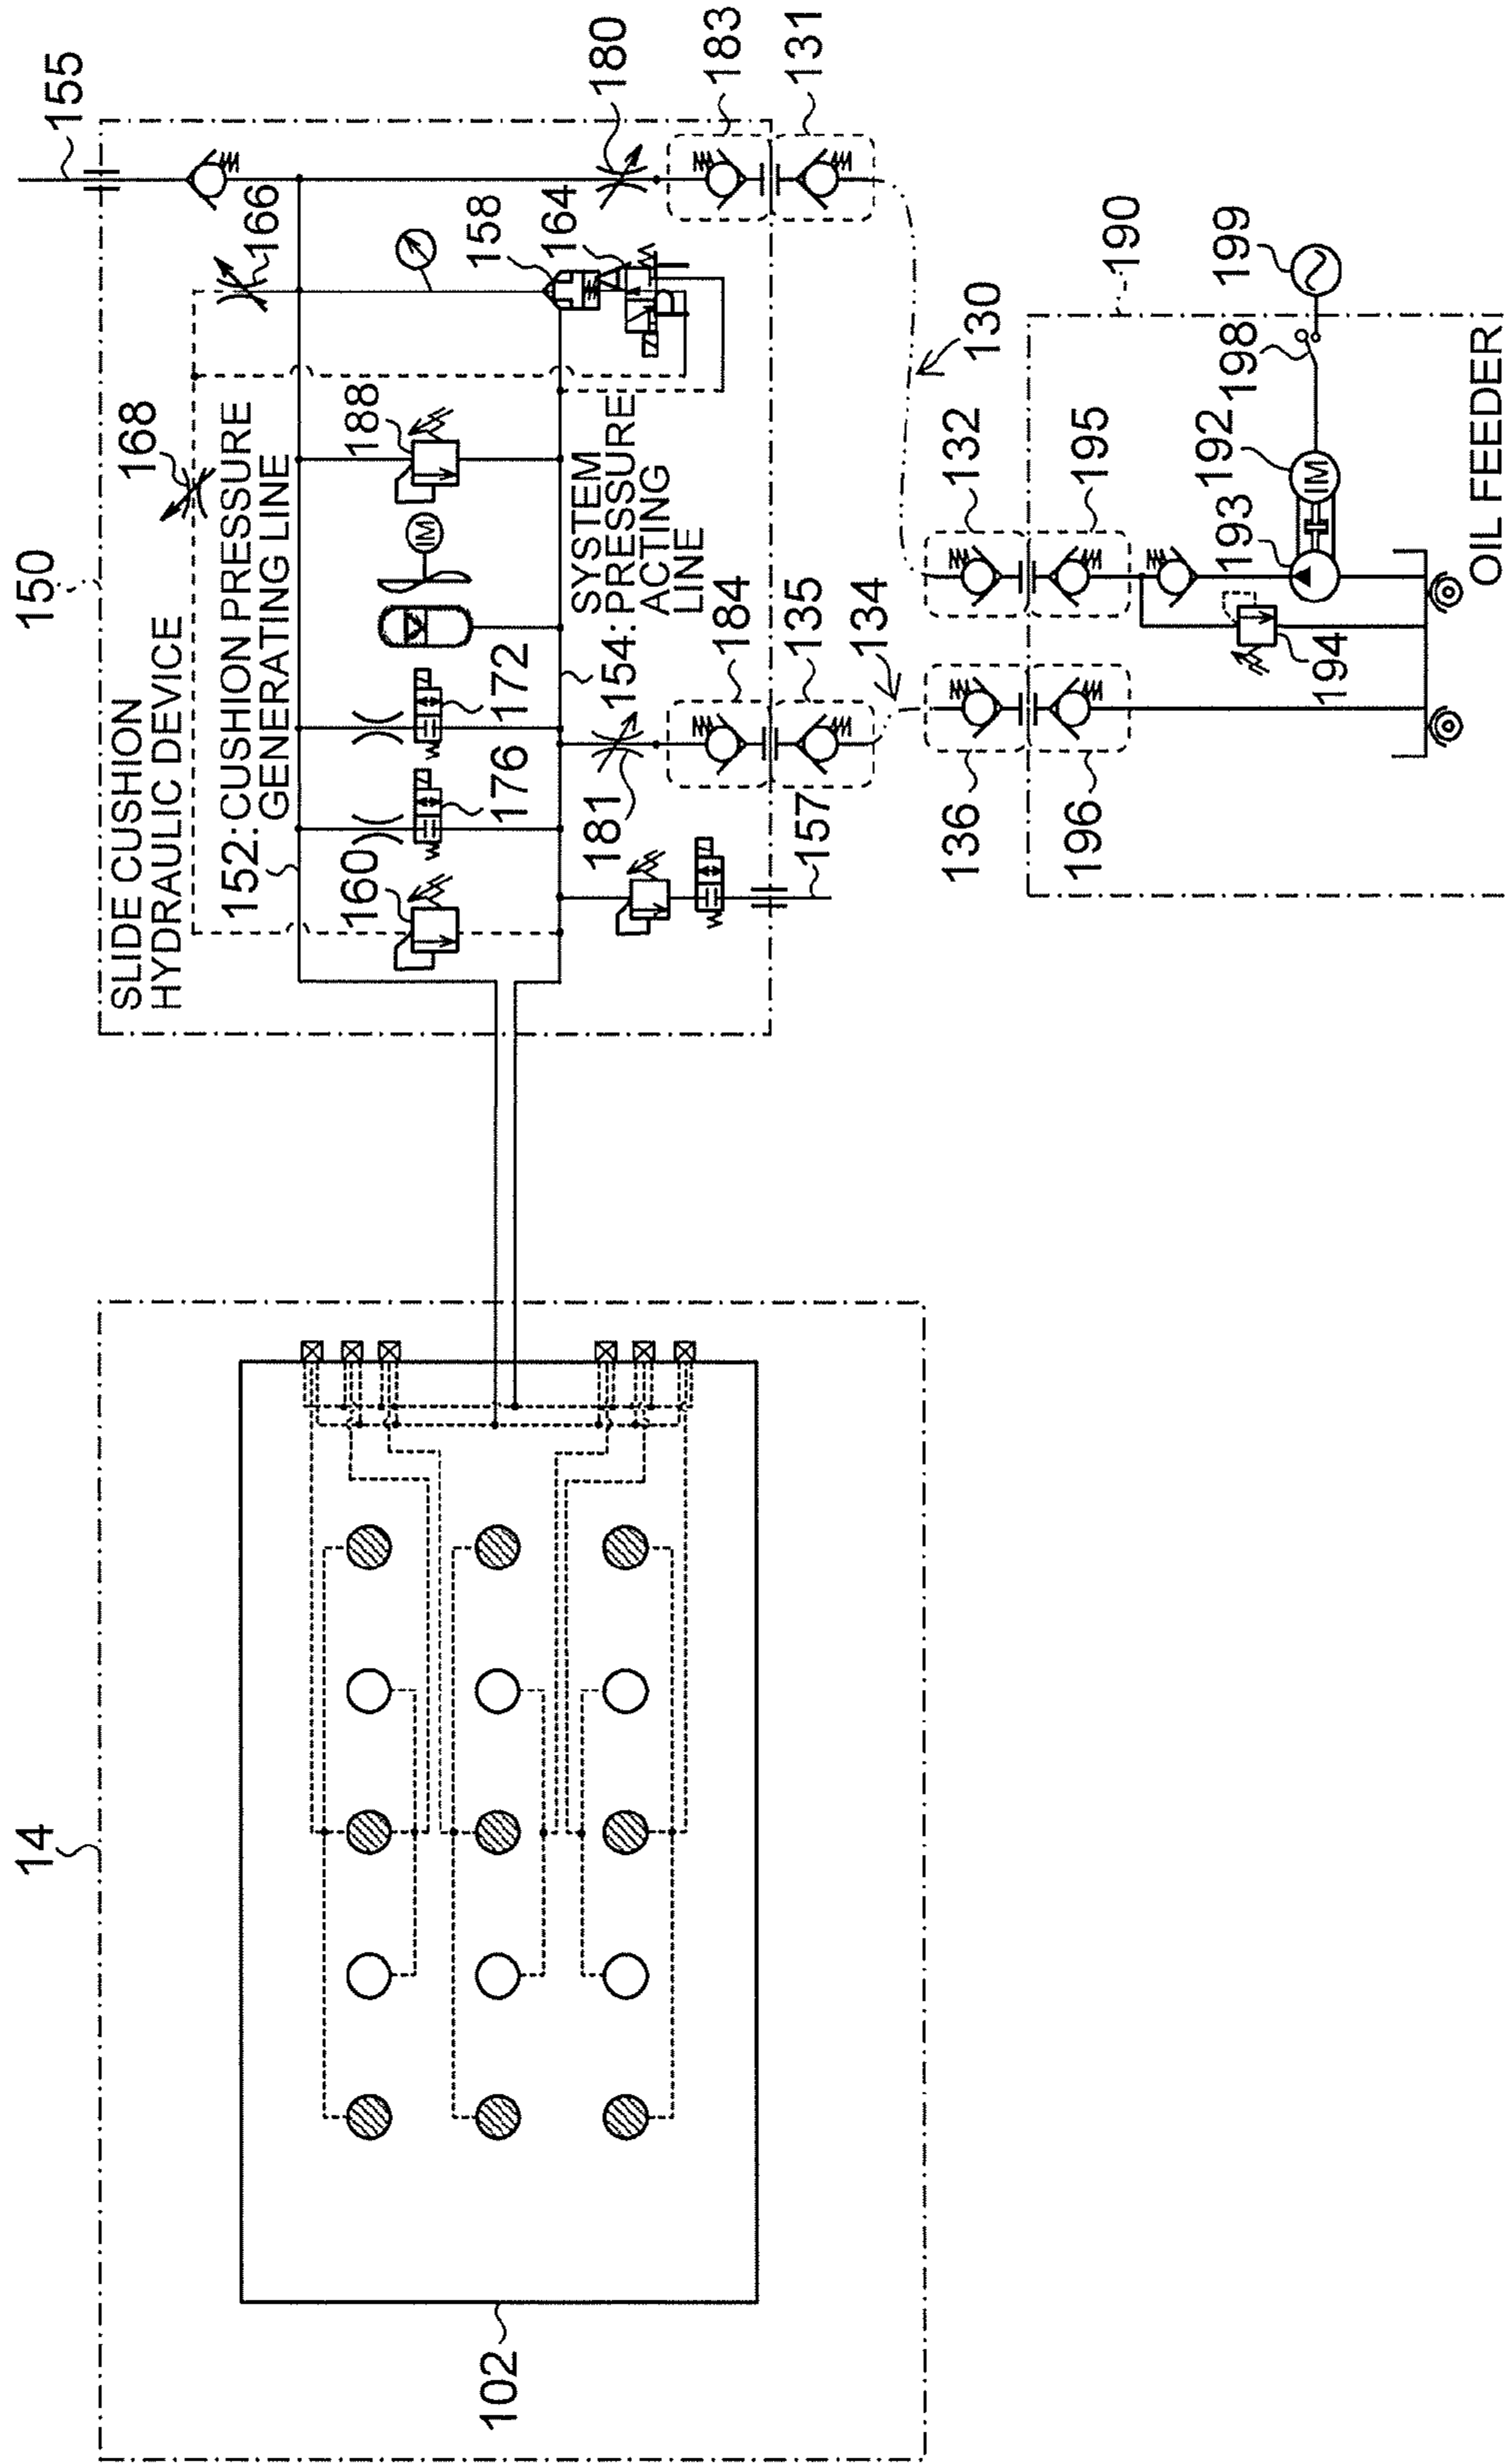 14
150
155
SLIDE CUSHION
HYDRAULIC DEVICE
168
152: CUSHION PRESSURE
GENERATING LINE
166
160
188
IM
176
172
158
164
102
SYSTEM
154: PRESSURE
ACTING
LINE
181
180
184
183
157
135
131
134
130
136
132
196
195
190
193
192
199
198
IM
194
OIL FEEDER